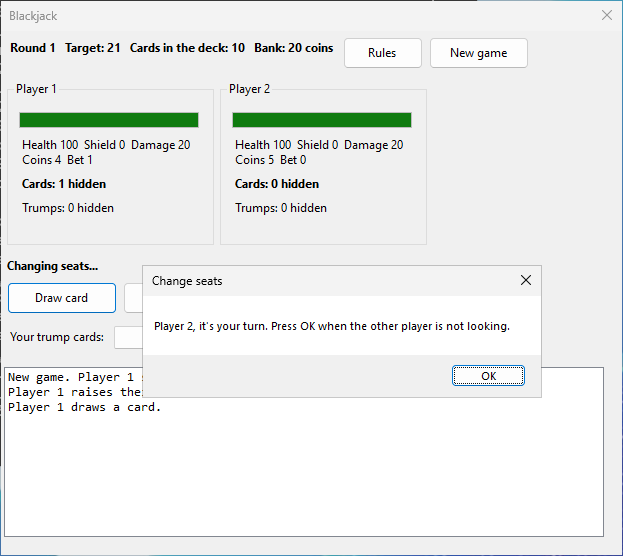 Blackjack
Round 1 Target: 21 Cards in the deck: 10 Bank: 20 coins Rules New game
Player 1 Player 2
Health 100 Shield 0 Damage 20 Health 100 Shield 0 Damage 20
Coins 4 Bet 1 Coins 5 Bet 0
Cards: 1 hidden Cards: 0 hidden
Trumps: 0 hidden Trumps: 0 hidden
Changing seats...
Change seats
Draw card
Player 2, it's your turn. Press OK when the other player is not looking.
Your trump cards:
OK
New game. Player 1
Player 1 raises
Player 1 draws a card.